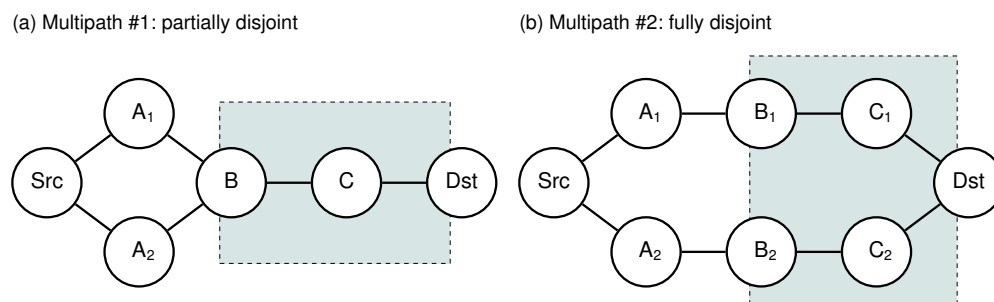 (a) Multipath #1: partially disjoint
A₁
Src
B
C
Dst
A₂
(b) Multipath #2: fully disjoint
A₁
B₁
C₁
Src
Dst
A₂
B₂
C₂